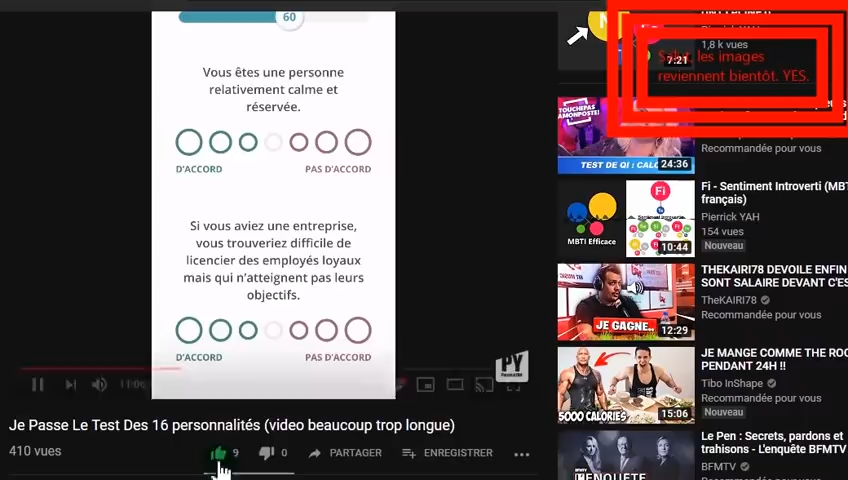 60
Vous êtes une personne
relativement calme et
réservée.
D'ACCORD
PAS D'ACCORD
Si vous aviez une entreprise,
vous trouveriez difficile de
licencier des employés loyaux
mais qui n'atteignent pas leurs
objectifs.
D'ACCORD
PAS D'ACCORD
PY
Je Passe Le Test Des 16 personnalités (video beaucoup trop longue)
410 vues
9
0
PARTAGER
ENREGISTRER
Pierrick YAH
1,8 k vues
7:21
Salut, les images
reviennent bientôt. YES.
TOUCHEPAS
AMONPOSTE!
TEST DE QI : CALC
24:36
Recommandée pour vous
Fi
MBTI Efficace
10:44
Fi - Sentiment Introverti (MBT
français)
Pierrick YAH
154 vues
Nouveau
JE GAGNE..
12:29
THEKAIRI78 DEVOILE ENFIN
SONT SALAIRE DEVANT C'ES
TheKAIRI78
Recommandée pour vous
5000 CALORIES
15:06
JE MANGE COMME THE ROC
PENDANT 24H !!
Tibo InShape
Nouveau
ENQUÊTE
Le Pen : Secrets, pardons et
trahisons - L'enquête BFMTV
BFMTV
Recommandée pour vous